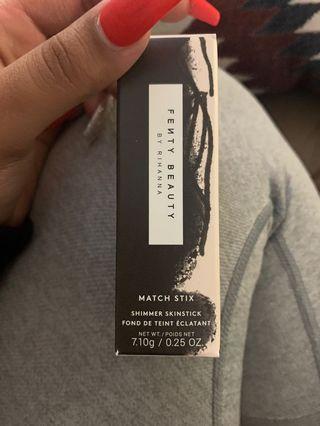 FENTY BEAUTY
BY RIHANNA
MATCH STIX
SHIMMER SKINSTICK
FOND DE TEINT ÉCLATANT
NET WT. / POIDS NET
7.10g / 0.25 OZ.